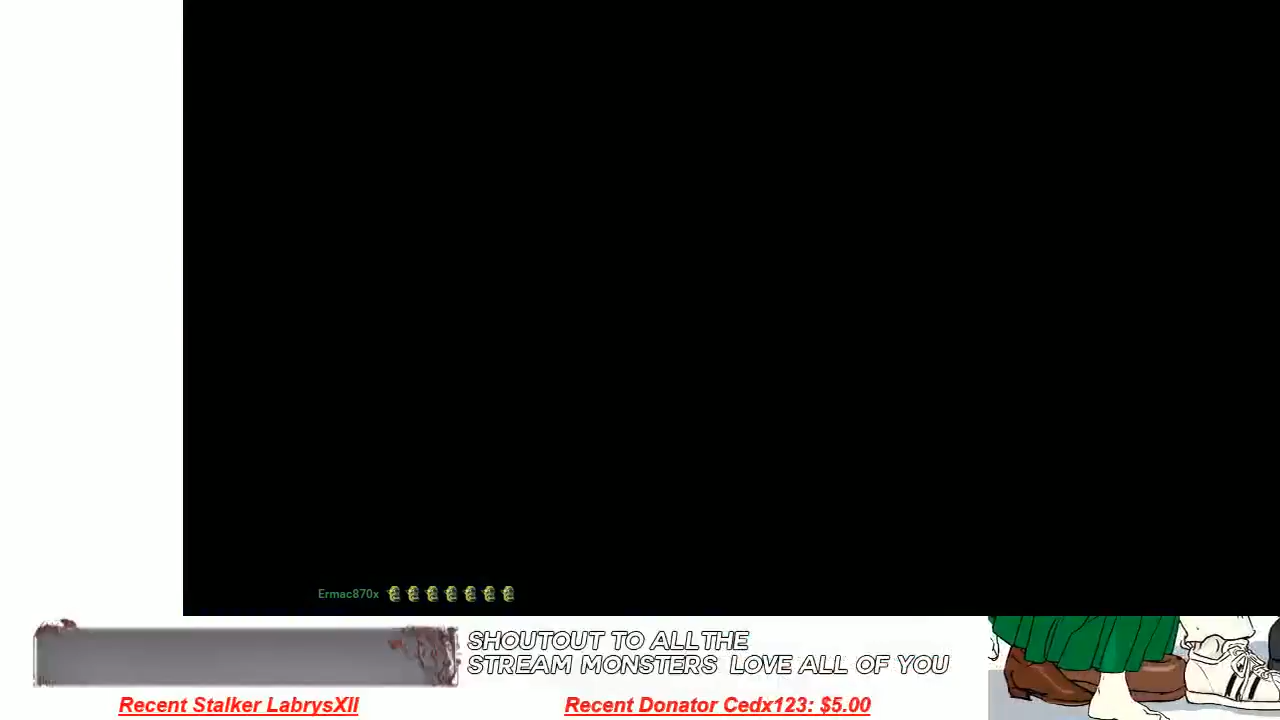 Ermac870x
SHOUTOUT TO ALL THE
STREAM MONSTERS LOVE ALL OF YOU
Recent Stalker LabrysXII
Recent Donator Cedx123: $5.00